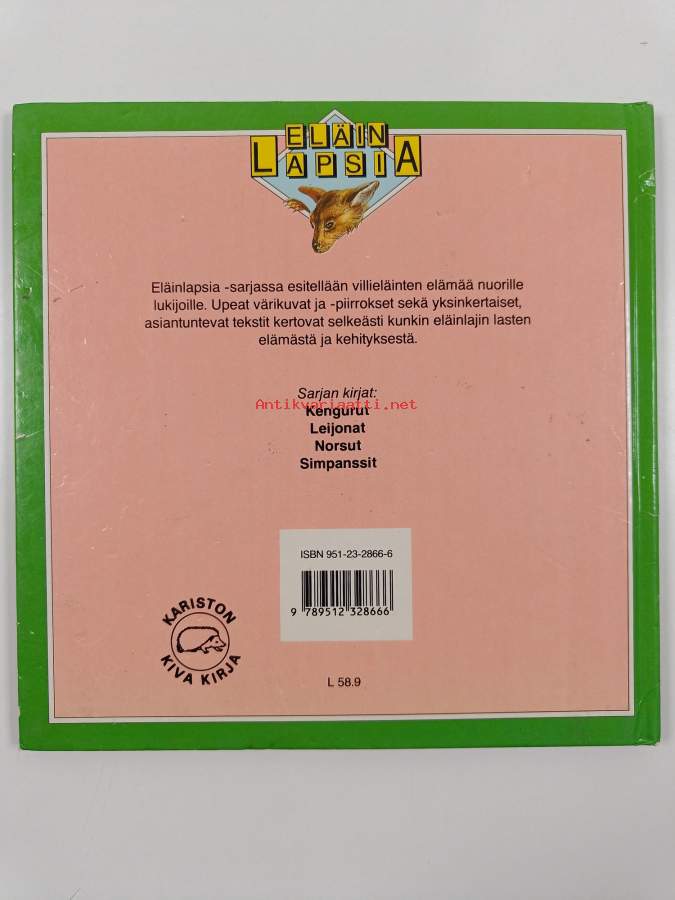 ELÄIN
LAPSIA
Eläinlapsia -sarjassa esitellään villieläinten elämää nuorille
lukijoille. Upeat värikuvat ja -piirrokset sekä yksinkertaiset,
asiantuntevat tekstit kertovat selkeästi kunkin eläinlajin lasten
elämästä ja kehityksestä.
Sarjan kirjat:
Antikvariaatti.net
Kengurut
Leijonat
Norsut
Simpanssit
ISBN 951-23-2866-6
9 789512 328666
KARISTON
KIVA KIRJA
L 58.9